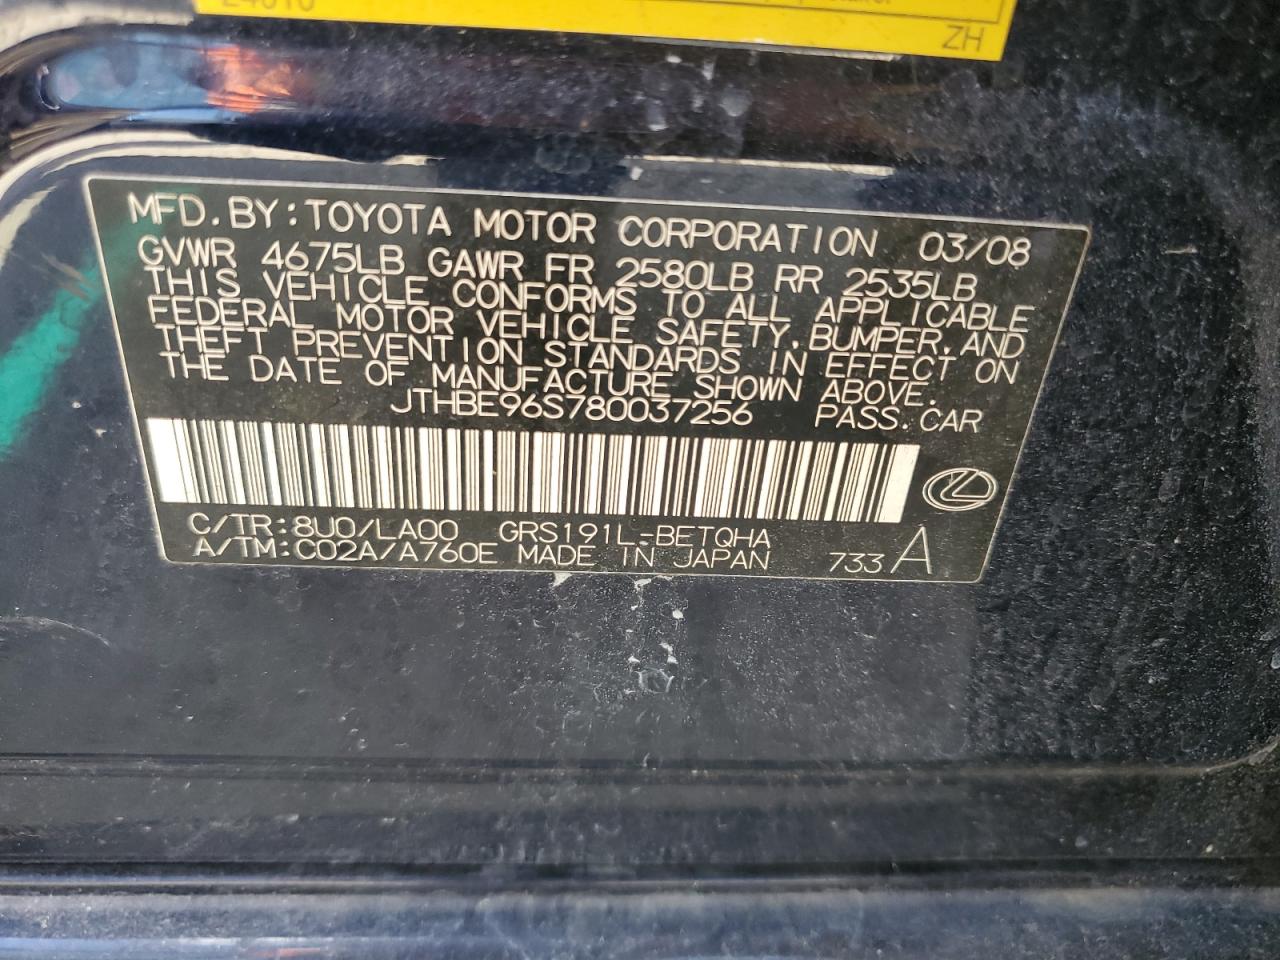 ZH
MFD. BY: TOYOTA MOTOR CORPORATION 03/08
GVWR 4675LB GAWR FR 2580LB RR 2535LB
THIS VEHICLE CONFORMS TO ALL APPLICABLE
FEDERAL MOTOR VEHICLE SAFETY, BUMPER, AND
THEFT PREVENTION STANDARDS IN EFFECT ON
THE DATE OF MANUFACTURE SHOWN ABOVE.
JTHBE96S780037256 PASS. CAR
C/TR: 8U0/LA00 GRS191L-BETQHA
A/TM: C02A/A760E MADE IN JAPAN 733 A